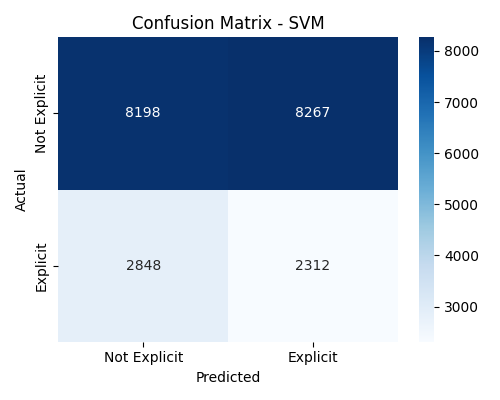 Confusion Matrix - SVM
Actual
Not Explicit
8198 8267
Explicit
2848 2312
Not Explicit Explicit
Predicted
8000
7000
6000
5000
4000
3000